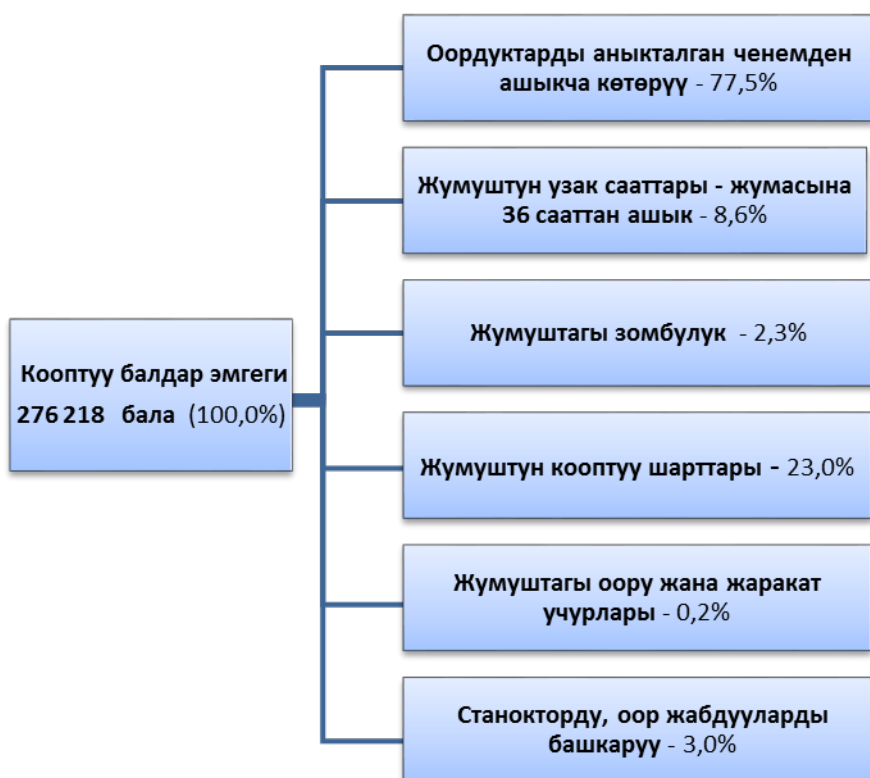 Оордуктарды аныкталган ченемден
ашыкча көтөрүү - 77,5%
Жумуштун узак сааттары - жумасына
36 сааттан ашык - 8,6%
Жумуштагы зомбулук - 2,3%
Кооптуу балдар эмгеги
276 218 бала (100,0%)
Жумуштун кооптуу шарттары - 23,0%
Жумуштагы оору жана жаракат
учурлары - 0,2%
Станокторду, оор жабдууларды
башкаруу - 3,0%